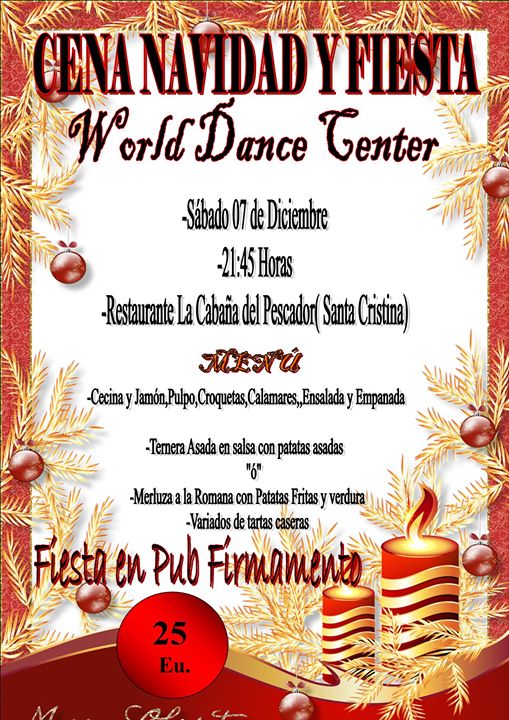 CENA NAVIDAD Y FIESTA
World Dance Center
-Sábado 07 de Diciembre
-21:45 Horas
-Restaurante La Cabaña del Pescador( Santa Cristina)
MENÚ
-Cecina y Jamón,Pulpo,Croquetas,Calamares,,Ensalada y Empanada
-Ternera Asada en salsa con patatas asadas
"ó"
-Merluza a la Romana con Patatas Fritas y verdura
-Variados de tartas caseras
Fiesta en Pub Firmamento
25
Eu.